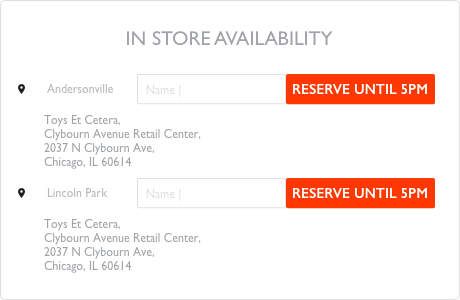 IN STORE AVAILABILITY
Andersonville Name | RESERVE UNTIL 5PM
Toys Et Cetera,
Clybourn Avenue Retail Center,
2037 N Clybourn Ave,
Chicago, IL 60614
Lincoln Park Name | RESERVE UNTIL 5PM
Toys Et Cetera,
Clybourn Avenue Retail Center,
2037 N Clybourn Ave,
Chicago, IL 60614